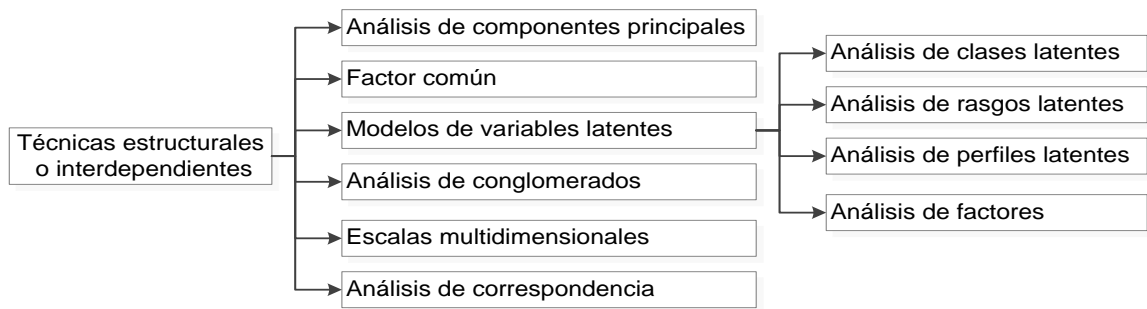 Técnicas estructurales
o interdependientes
Análisis de componentes principales
Factor común
Modelos de variables latentes
Análisis de conglomerados
Escalas multidimensionales
Análisis de correspondencia
Análisis de clases latentes
Análisis de rasgos latentes
Análisis de perfiles latentes
Análisis de factores